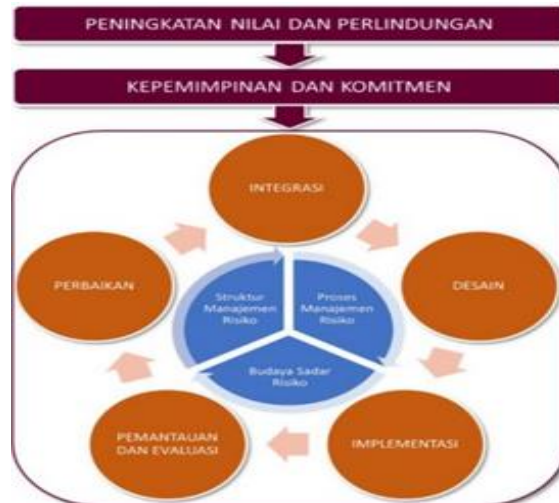 PENINGKATAN NILAI DAN PERLINDUNGAN
KEPEMIMPINAN DAN KOMITMEN
INTEGRASI
PERBAIKAN
DESAIN
Struktur
Manajemen
Risiko
Proses
Manajemen
Risiko
Budaya Sadar
Risiko
PEMANTAUAN
DAN EVALUASI
IMPLEMENTASI